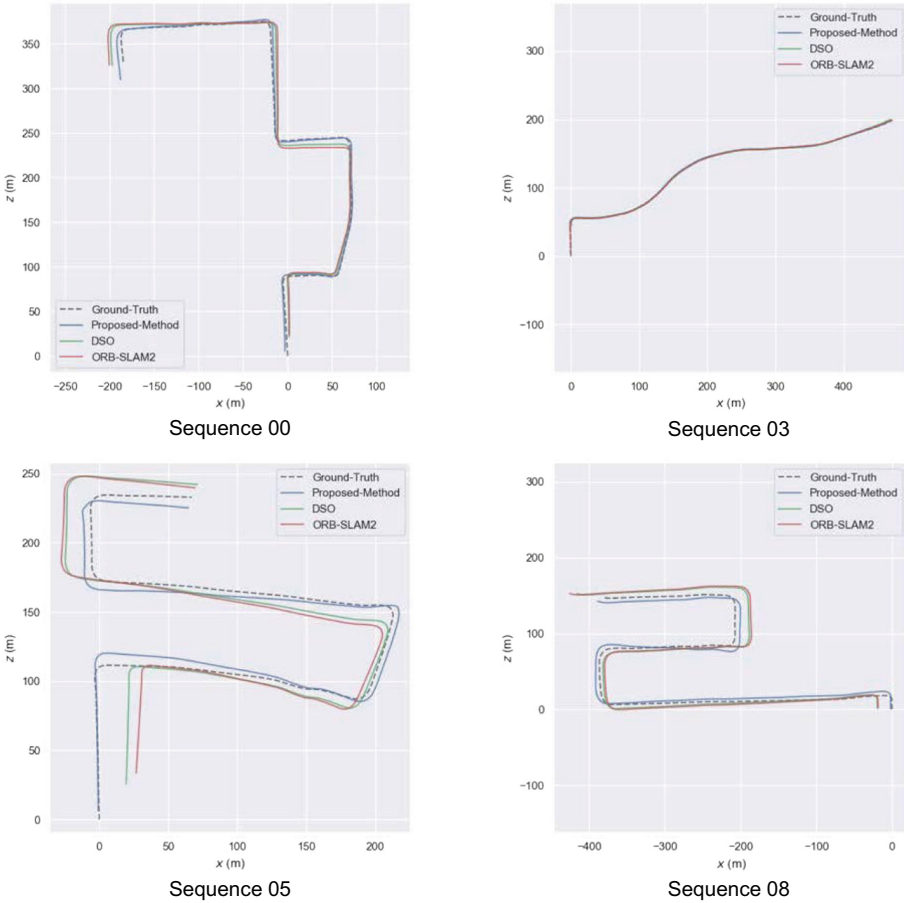 350
300
250
200
150
100
50
0
z (m)
−250
−200
−150
−100
−50
0
50
100
x (m)
Ground-Truth
Proposed-Method
DSO
ORB-SLAM2
Sequence 00
300
200
100
0
−100
z (m)
0
100
200
300
400
x (m)
Ground-Truth
Proposed-Method
DSO
ORB-SLAM2
Sequence 03
250
200
150
100
50
0
z (m)
0
50
100
150
200
x (m)
Ground-Truth
Proposed-Method
DSO
ORB-SLAM2
Sequence 05
300
200
100
0
−100
z (m)
−400
−300
−200
−100
0
x (m)
Ground-Truth
Proposed-Method
DSO
ORB-SLAM2
Sequence 08